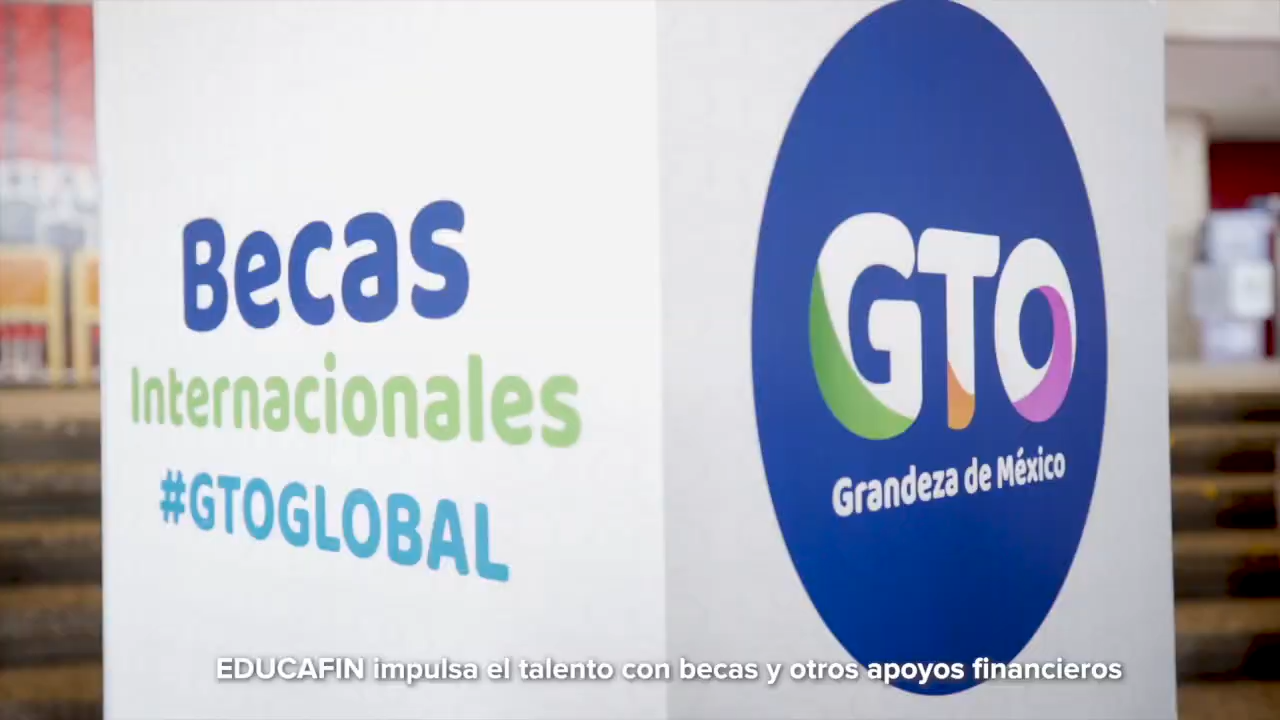 Becas
Internacionales
#GTOGLOBAL
GTO
Grandeza de México
EDUCAFIN impulsa el talento con becas y otros apoyos financieros